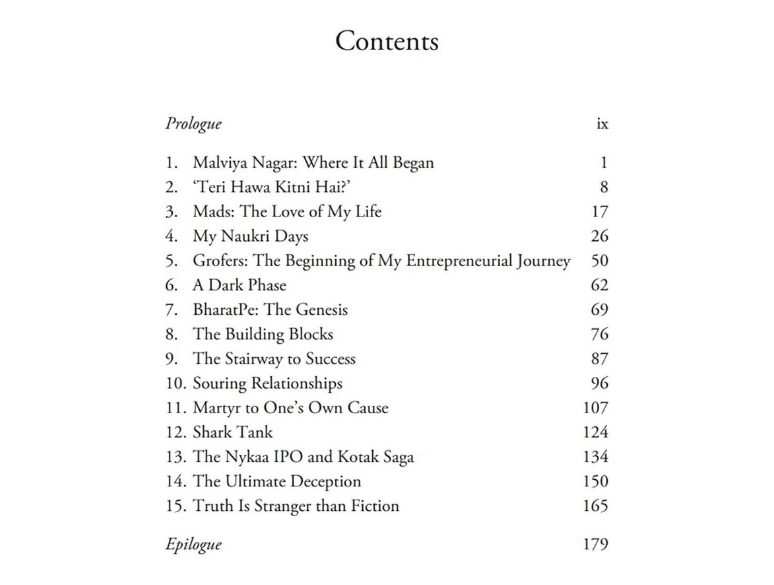 Contents
Prologue ix
1. Malviya Nagar: Where It All Began 1
2. ‘Teri Hawa Kitni Hai?’ 8
3. Mads: The Love of My Life 17
4. My Naukri Days 26
5. Grofers: The Beginning of My Entrepreneurial Journey 50
6. A Dark Phase 62
7. BharatPe: The Genesis 69
8. The Building Blocks 76
9. The Stairway to Success 87
10. Souring Relationships 96
11. Martyr to One’s Own Cause 107
12. Shark Tank 124
13. The Nykaa IPO and Kotak Saga 134
14. The Ultimate Deception 150
15. Truth Is Stranger than Fiction 165
Epilogue 179